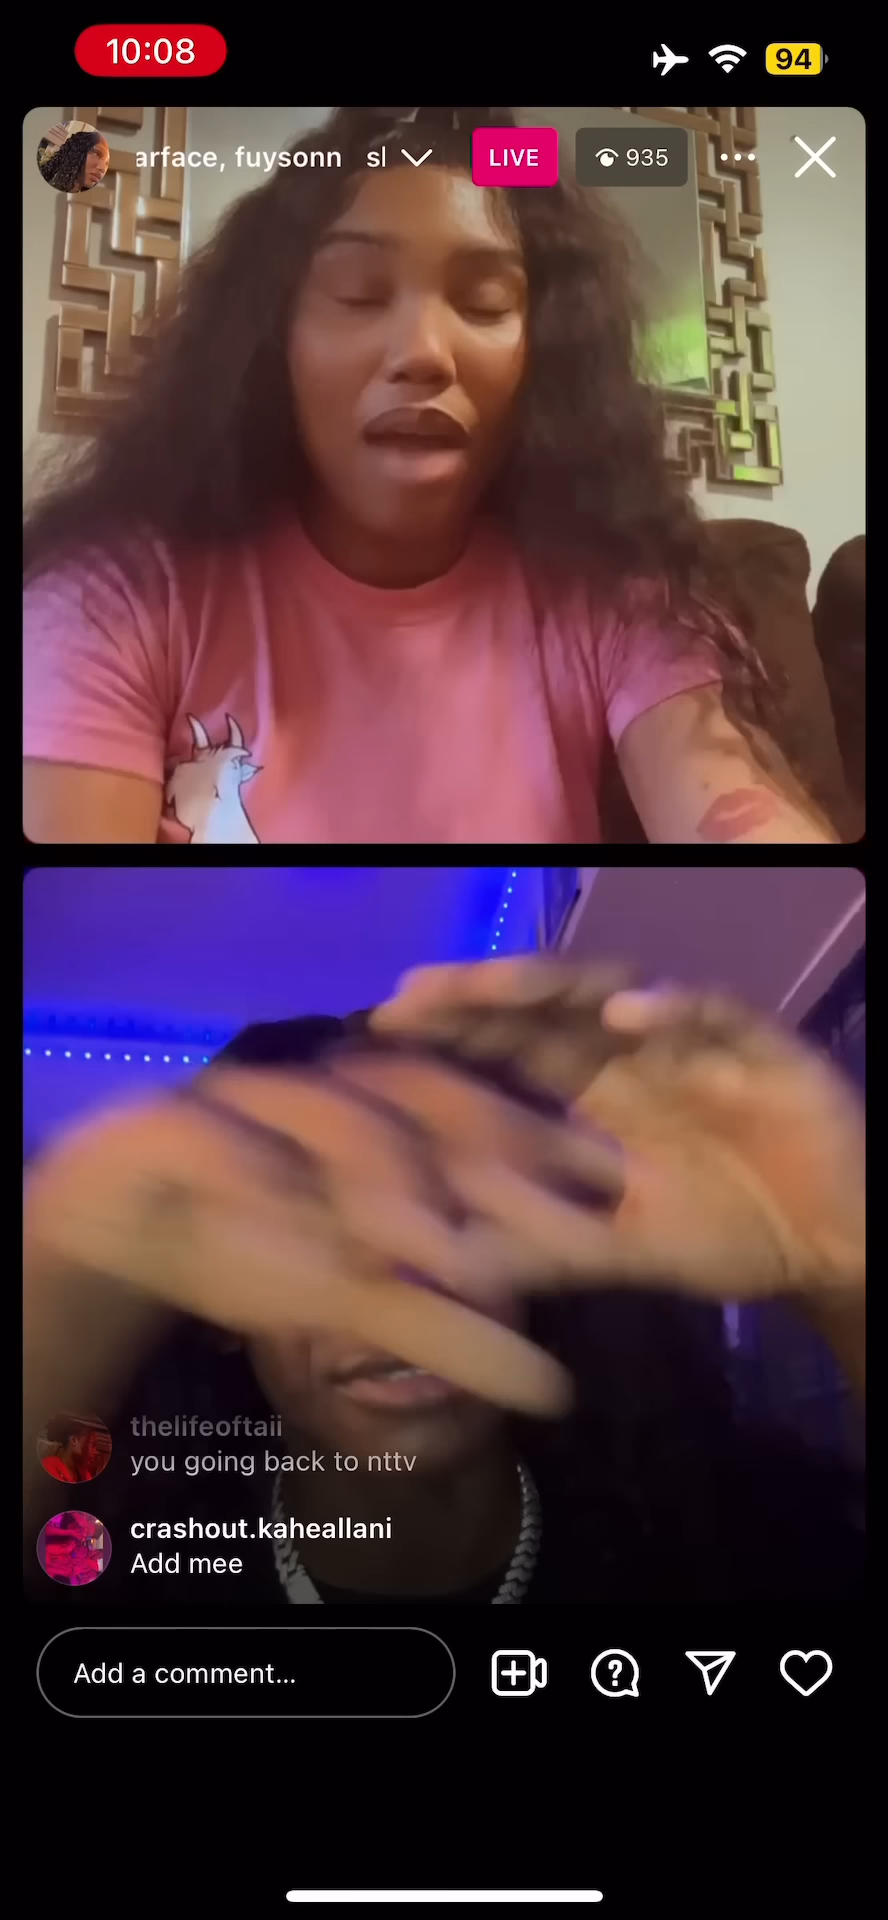 10:08
94
arface, fuysonn sl
LIVE
935
thelifeoftaii
you going back to nttv
crashout.kaheallani
Add mee
Add a comment...